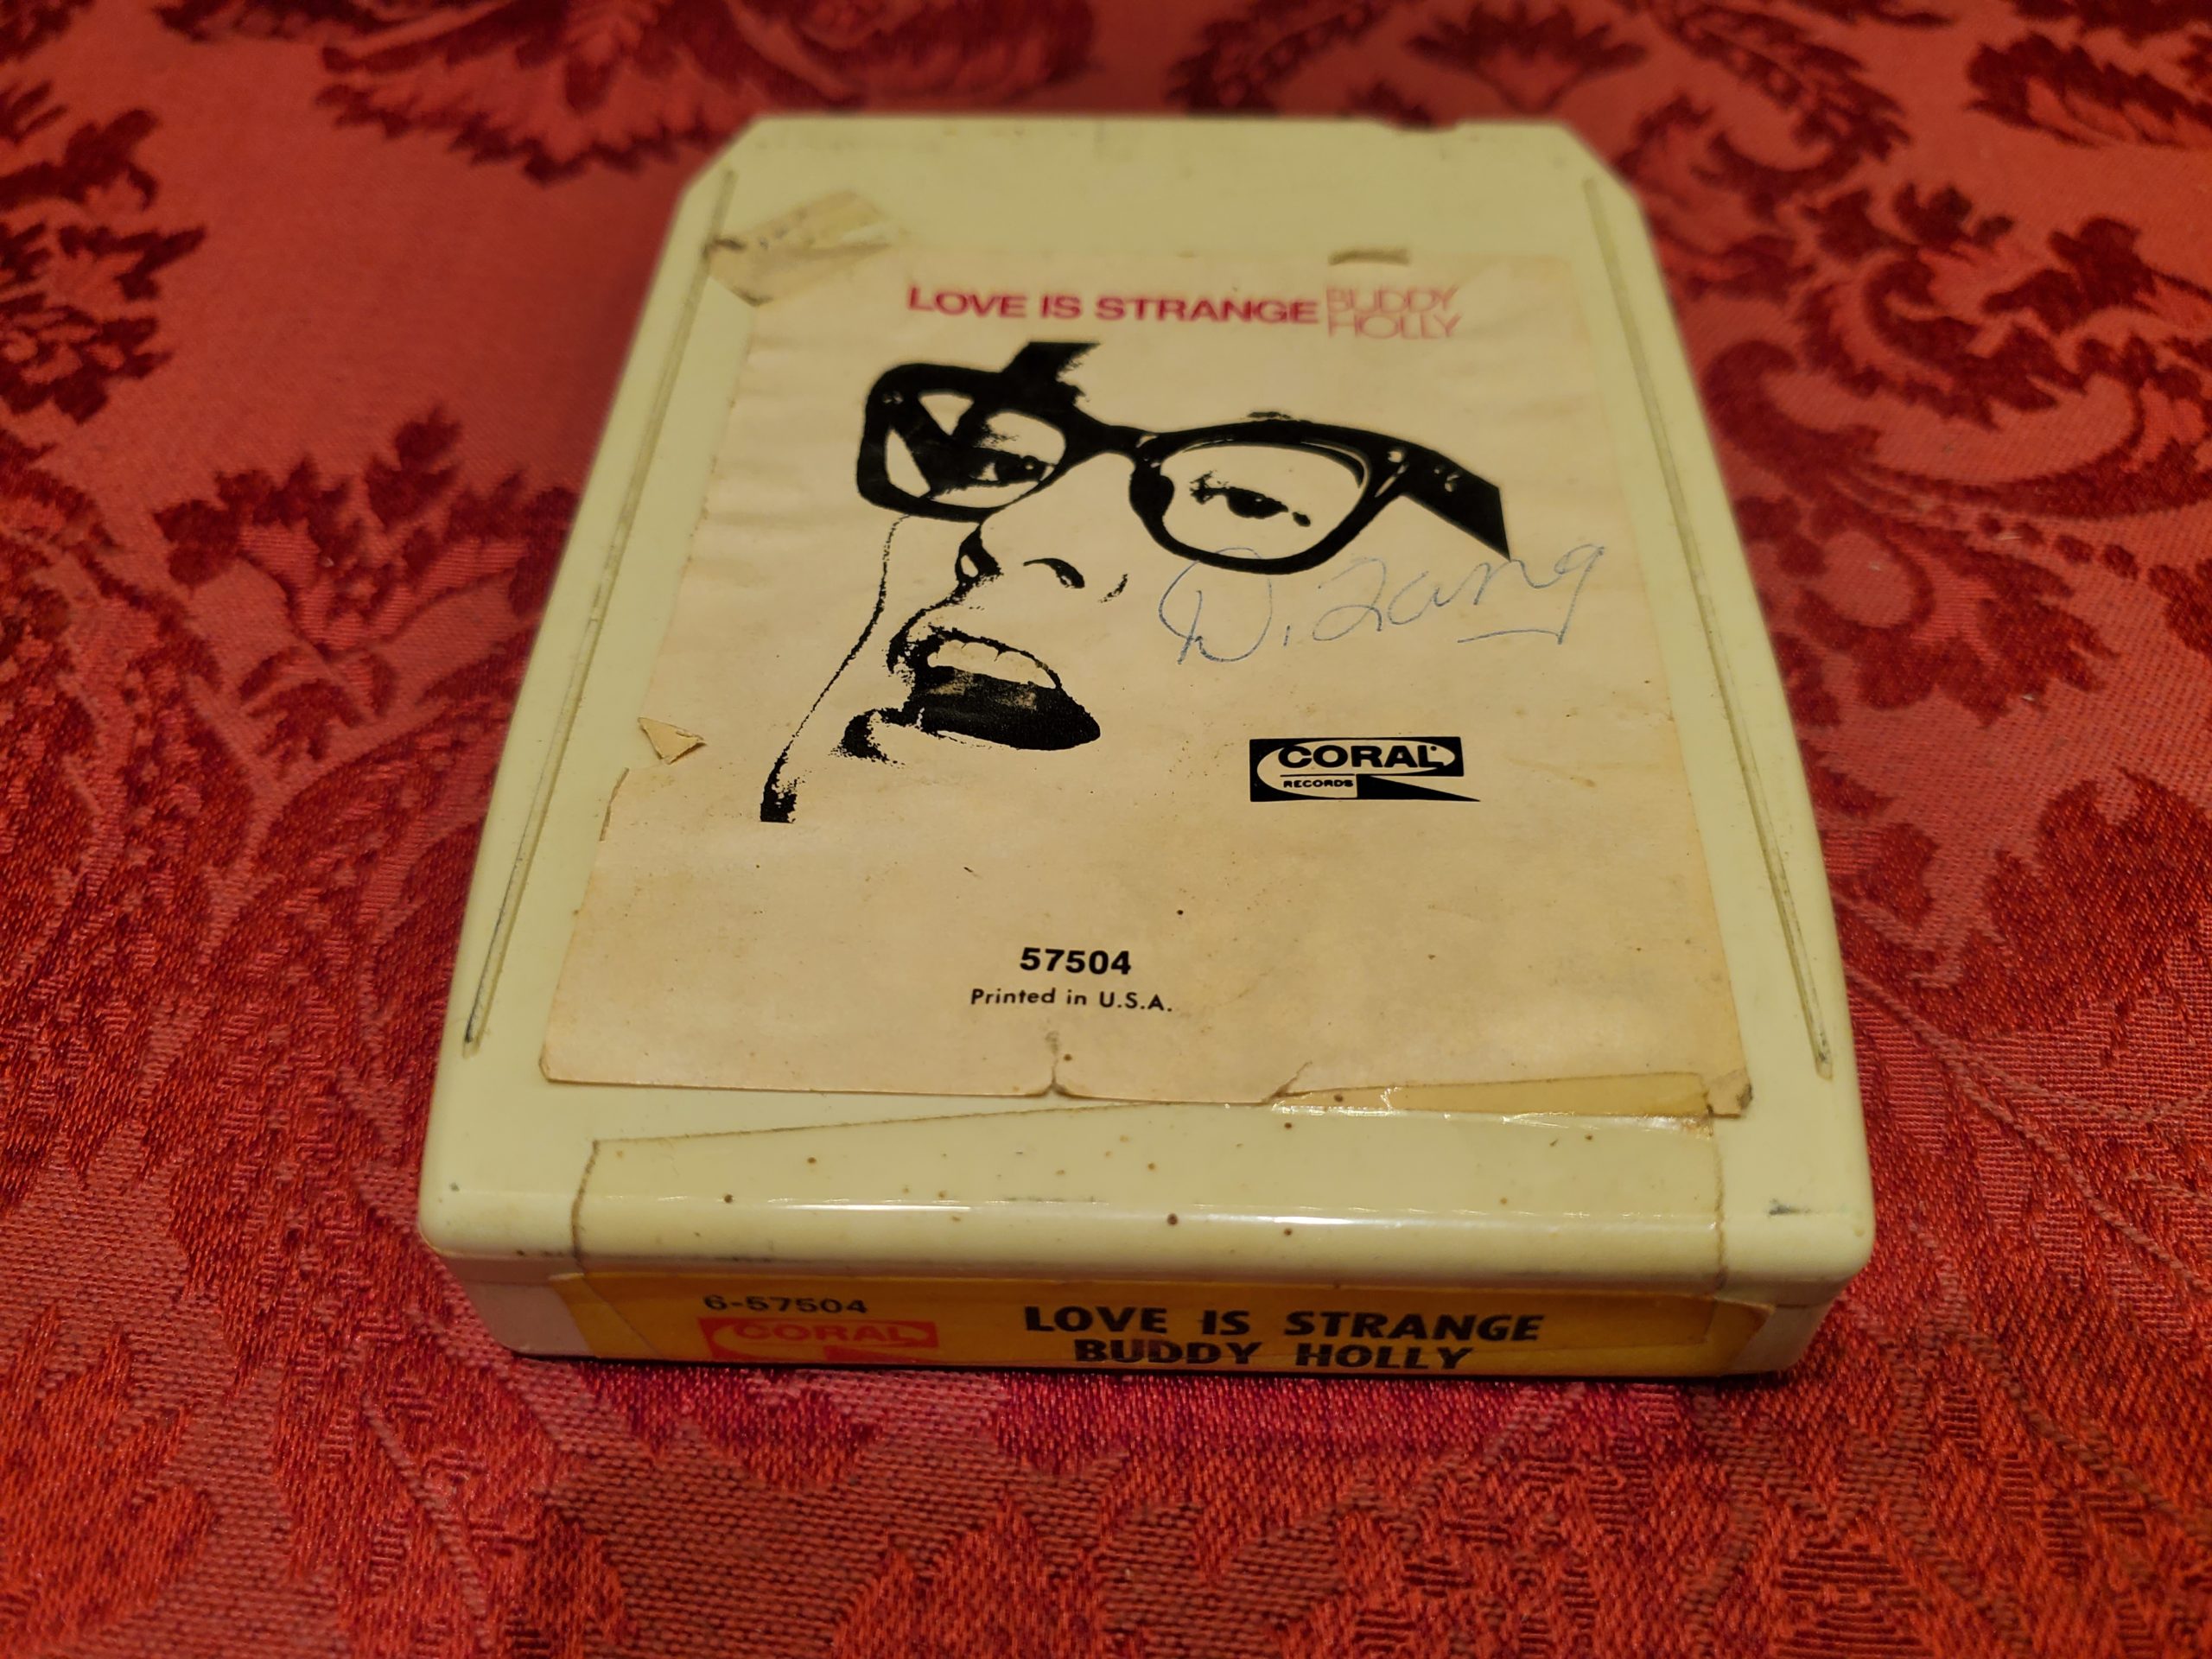 LOVE IS STRANGE BUDDY
HOLLY
CORAL®
RECORDS
57504
Printed in U.S.A.
6-57504
CORAL
LOVE IS STRANGE
BUDDY HOLLY